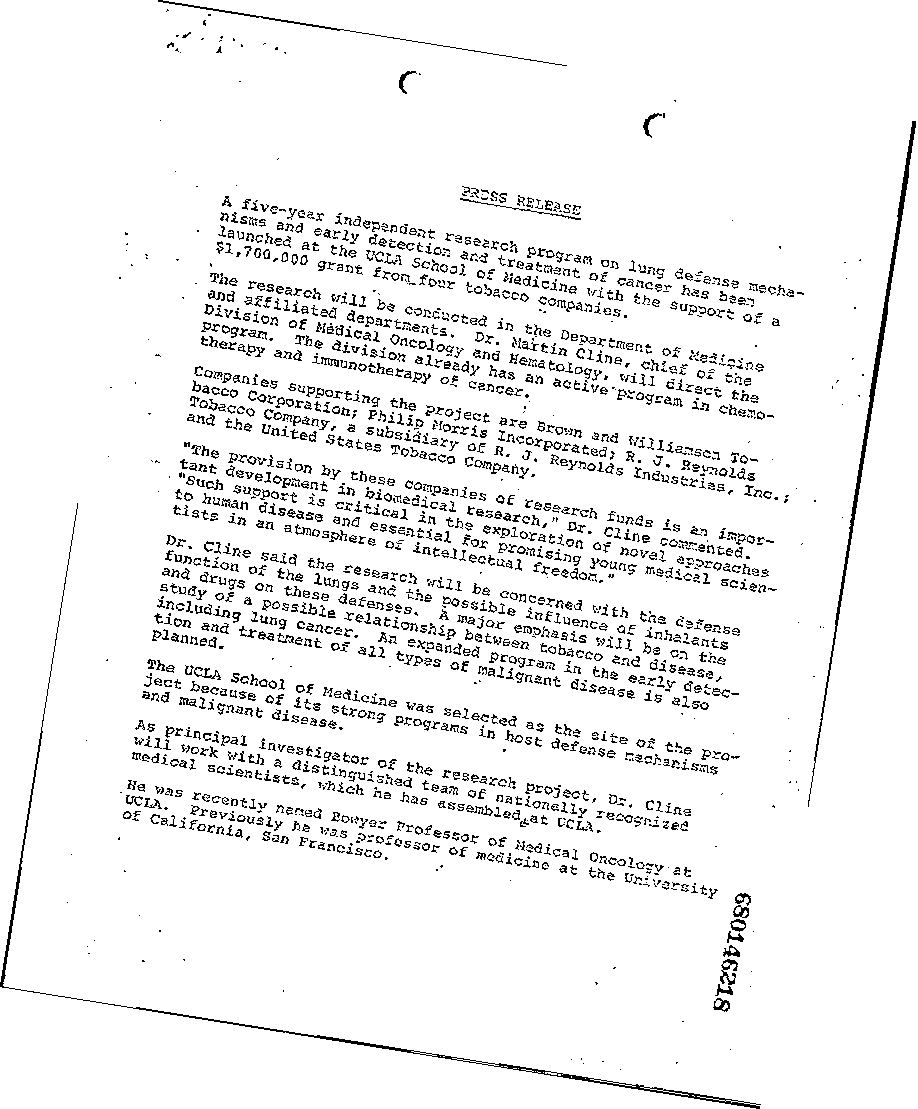 PRESS RELEASE
A five-year independent research program on lung defense mecha-
nisms and early detection and treatment of cancer has been
launched at the UCLA School of Medicine with the support of a
$1,700,000 grant from four tobacco companies.
The research will be conducted in the Department of Medicine
and affiliated departments. Dr. Martin Cline, chief of the
Division of Medical Oncology and Hematology, will direct the
program. The division already has an active program in chemo-
therapy and immunotherapy of cancer.
Companies supporting the project are Brown and Williamson To-
bacco Corporation; Philip Morris Incorporated; R. J. Reynolds
Tobacco Company, a subsidiary of R. J. Reynolds Industries, Inc.;
and the United States Tobacco Company.
"The provision by these companies of research funds is an impor-
tant development in biomedical research," Dr. Cline commented.
"Such support is critical in the exploration of novel approaches
to human disease and essential for promising young medical scien-
tists in an atmosphere of intellectual freedom."
Dr. Cline said the research will be concerned with the defense
function of the lungs and the possible influence of inhalants
and drugs on these defenses. A major emphasis will be on the
study of a possible relationship between tobacco and disease,
including lung cancer. An expanded program in the early detec-
tion and treatment of all types of malignant disease is also
planned.
The UCLA School of Medicine was selected as the site of the pro-
ject because of its strong programs in host defense mechanisms
and malignant disease.
As principal investigator of the research project, Dr. Cline
will work with a distinguished team of nationally recognized
medical scientists, which he has assembled at UCLA.
He was recently named Bowyer Professor of Medical Oncology at
UCLA. Previously he was professor of medicine at the University
of California, San Francisco.
680146218